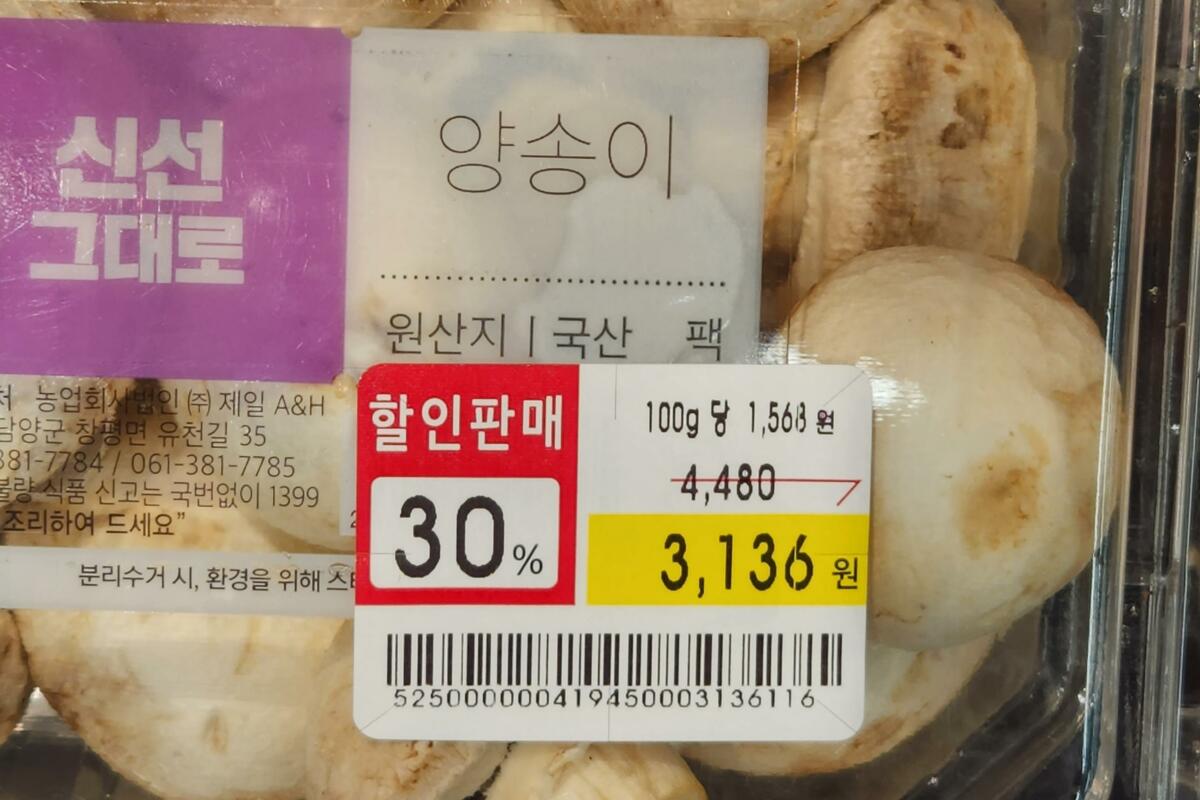 신선
그대로
양송이
원산지 | 국산 팩
처 농업회사법인 ㈜ 제일 A&H
담양군 창평면 유천길 35
381-7784 / 061-381-7785
불량 식품 신고는 국번없이 1399
조리하여 드세요”
분리수거 시, 환경을 위해
할인판매
30%
100g 당 1,568 원
4,480
3,136 원
525000000419450003136116